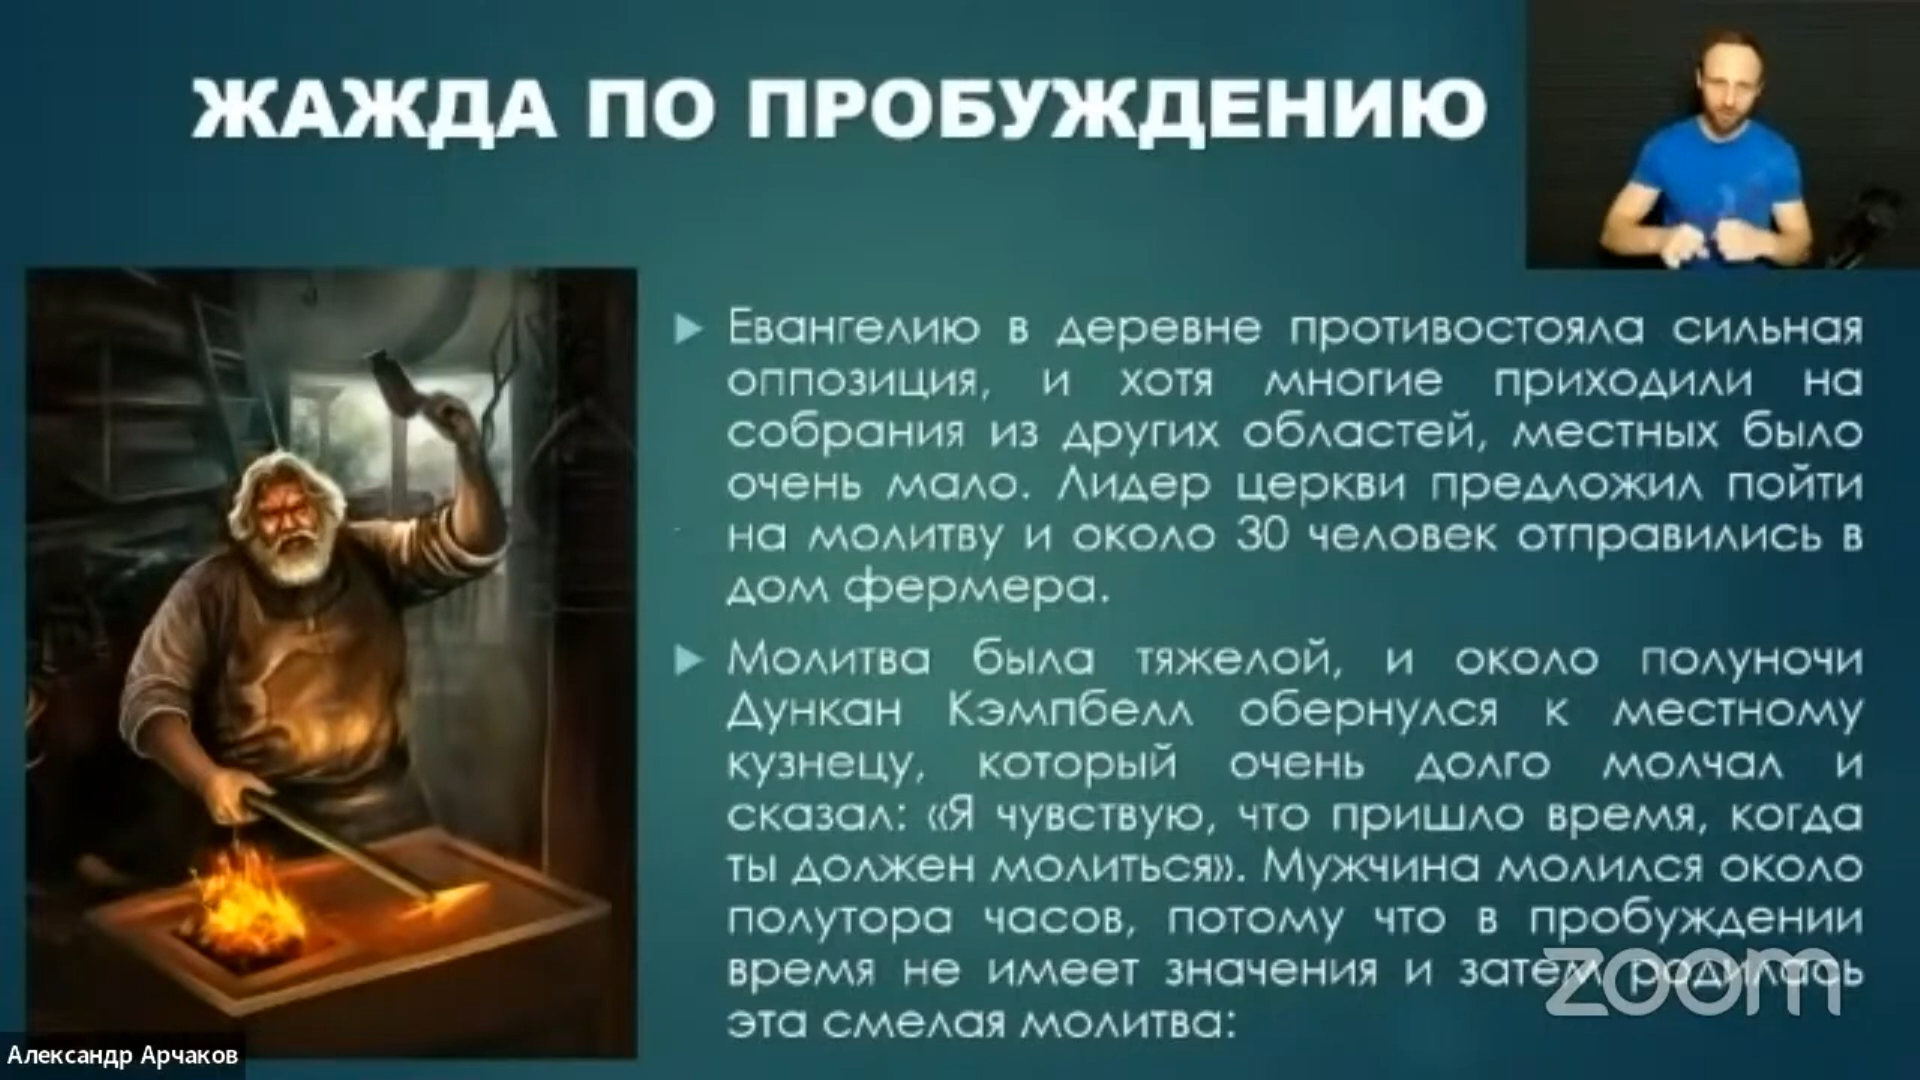 ЖАЖДА ПО ПРОБУЖДЕНИЮ
Евангелию в деревне противостояла сильная
оппозиция, и хотя многие приходили на
собрания из других областей, местных было
очень мало. Лидер церкви предложил пойти
на молитву и около 30 человек отправились в
дом фермера.
Молитва была тяжелой, и около полуночи
Дункан Кэмпбелл обернулся к местному
кузнецу, который очень долго молчал и
сказал: «Я чувствую, что пришло время, когда
ты должен молиться». Мужчина молился около
полутора часов, потому что в пробуждении
время не имеет значения и затем родилась
эта смелая молитва:
zoom
Александр Арчаков